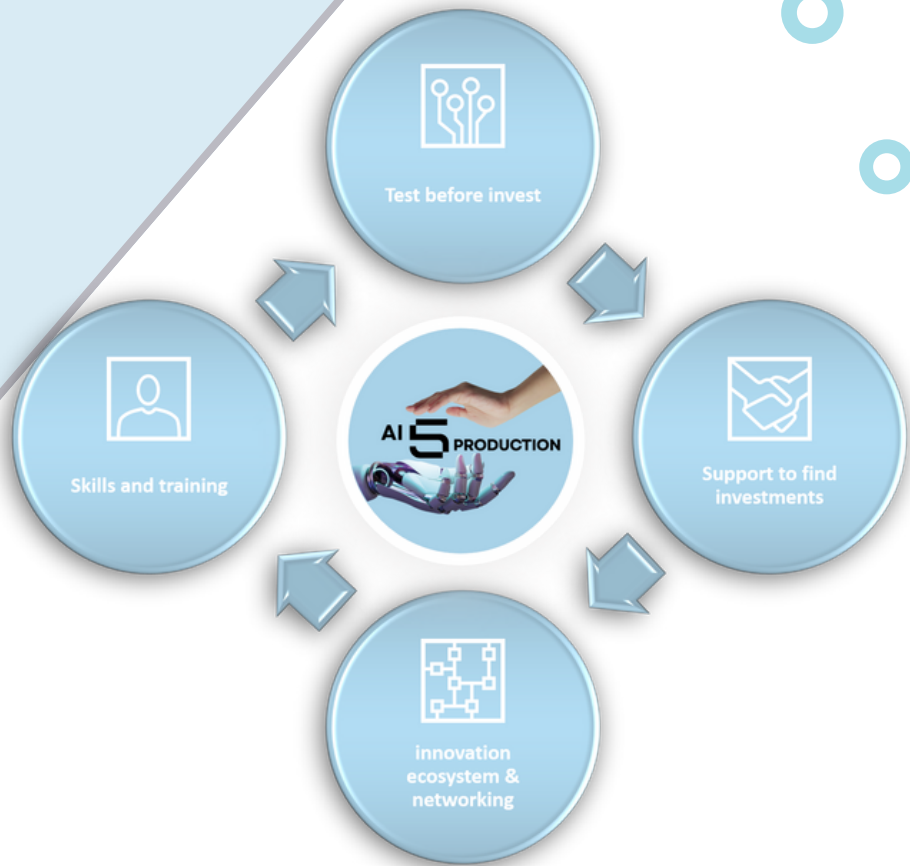 Test before invest
AI 5 PRODUCTION
Skills and training
Support to find
investments
innovation
ecosystem &
networking